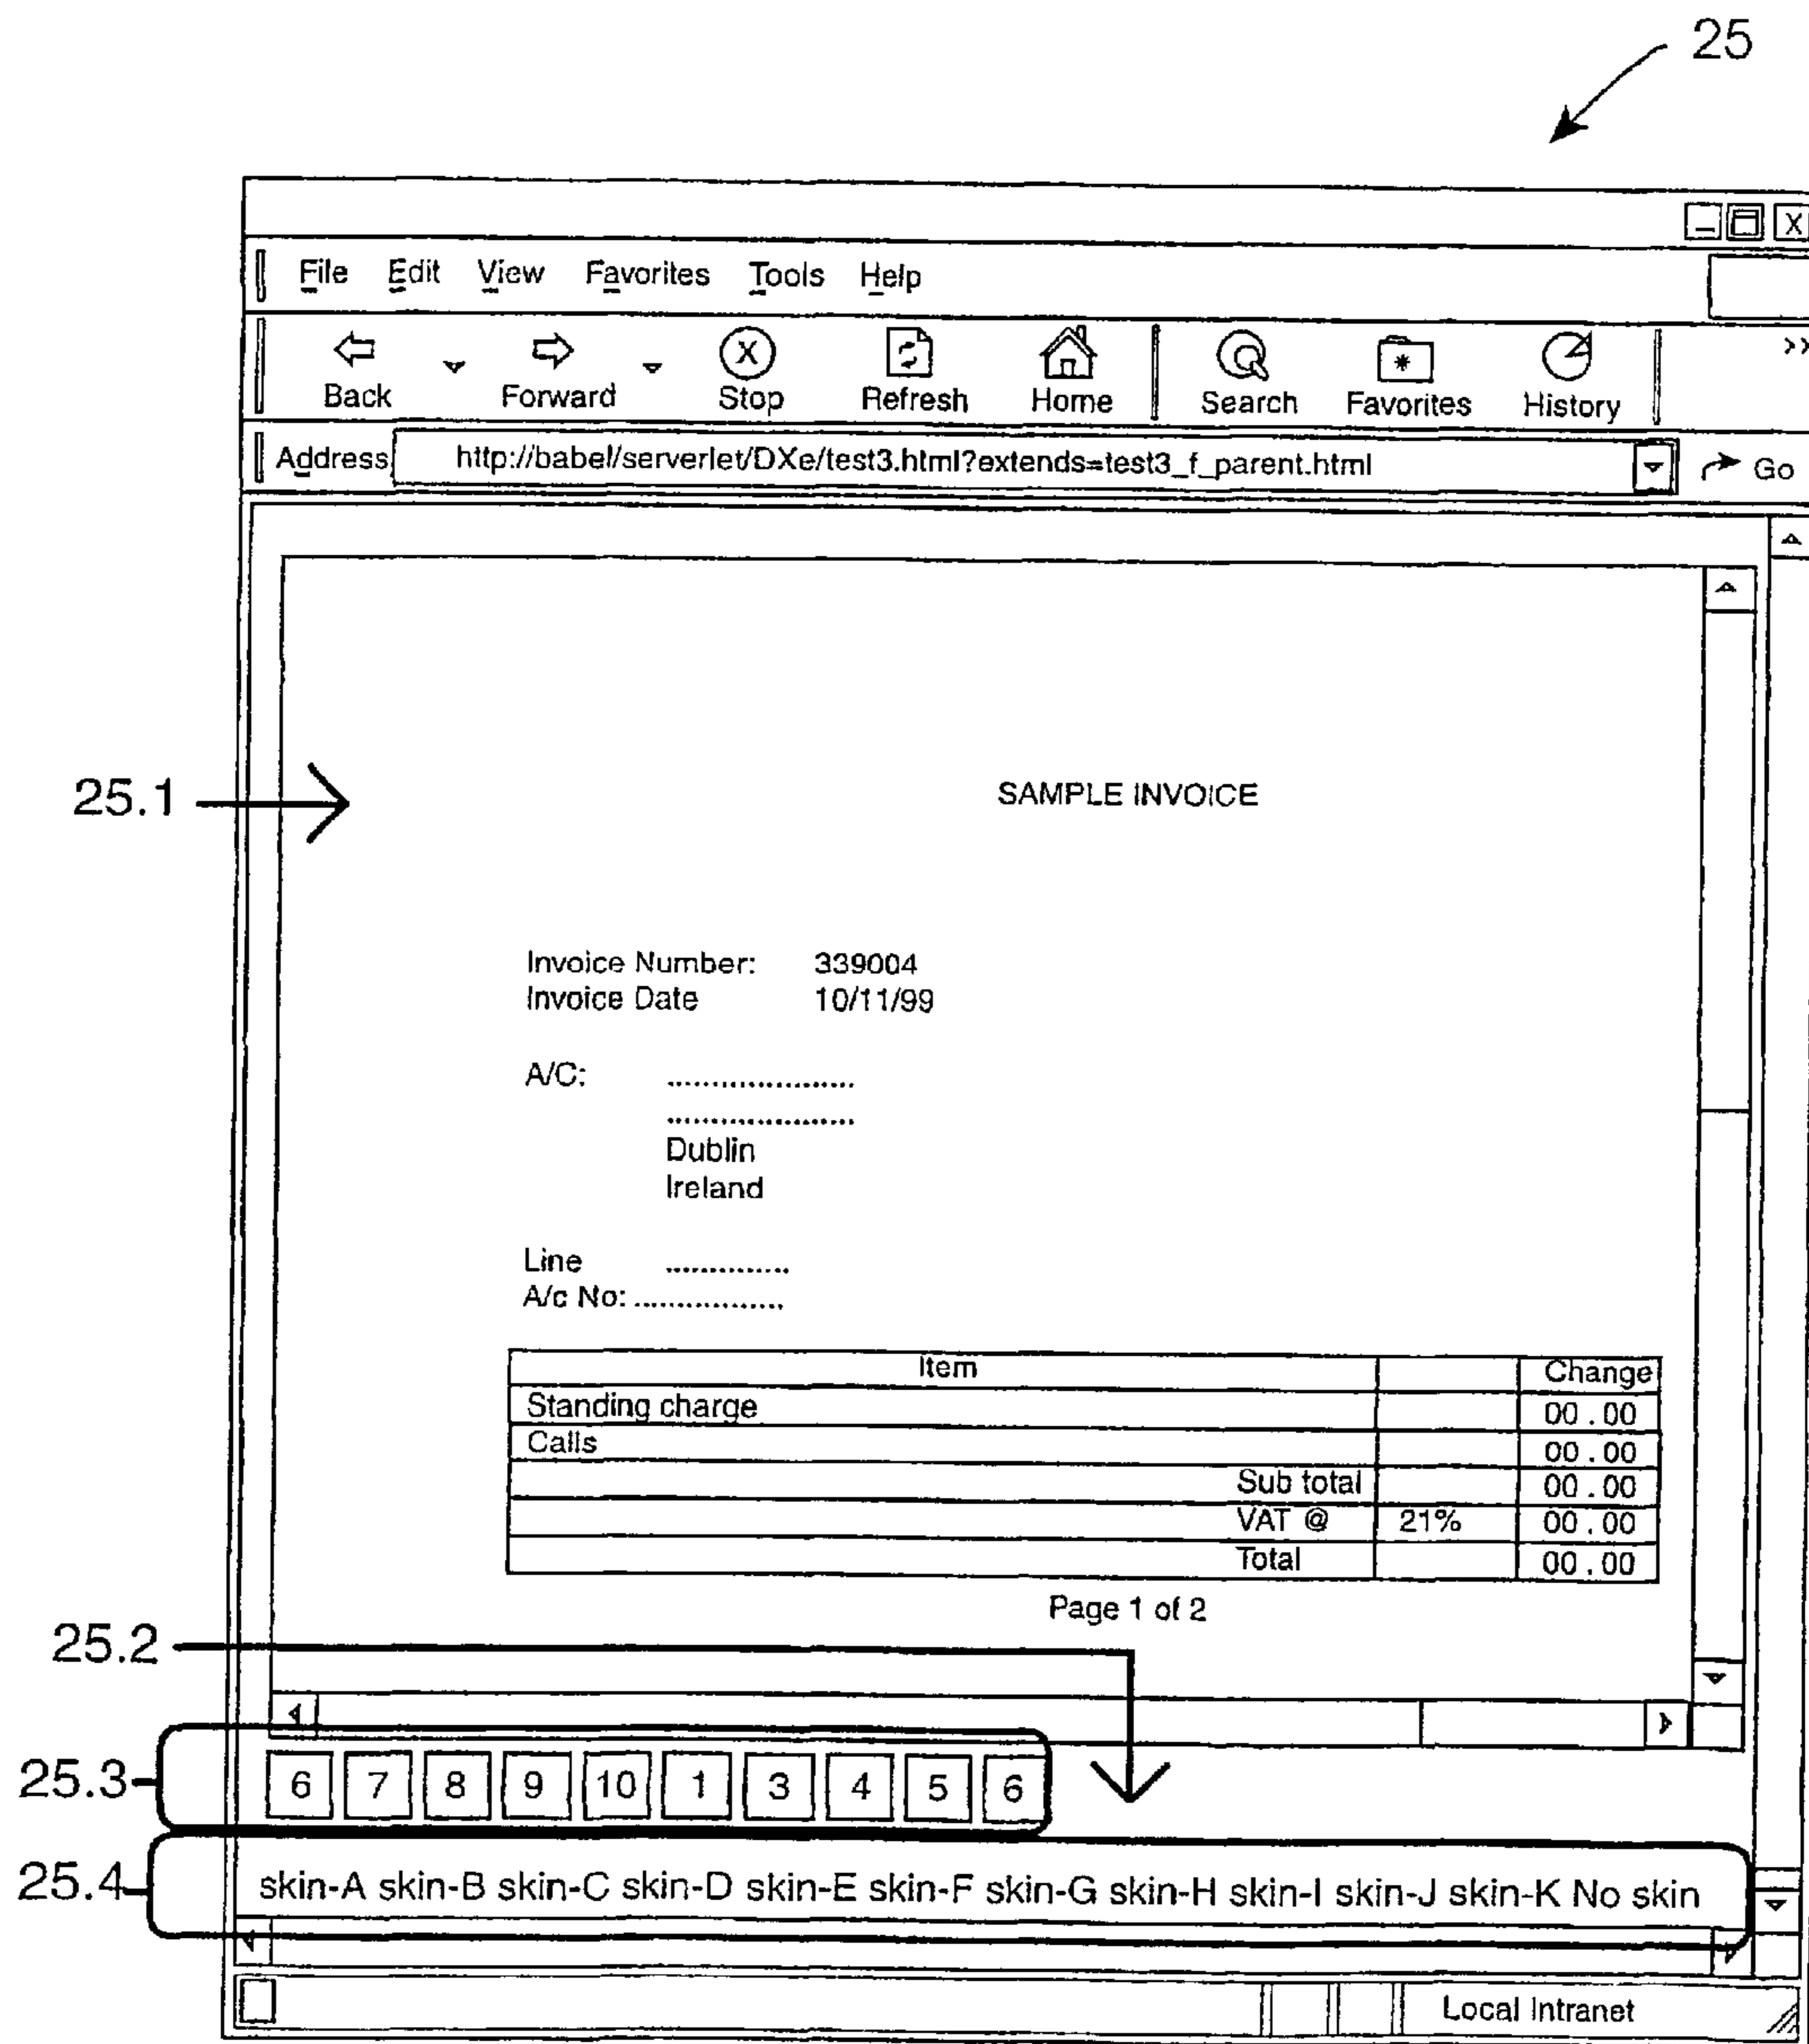 25
X
File Edit View Favorites Tools Help
X * >>
Back Forward Stop Refresh Home Search Favorites History
Address http://babel/serverlet/DXe/test3.html?extends=test3_f_parent.html Go
25.1
SAMPLE INVOICE
Invoice Number: 339004
Invoice Date 10/11/99
A/C: ......................
......................
Dublin
Ireland
Line ..............
A/c No: .................
Item Change
Standing charge 00.00
Calls 00.00
Sub total 00.00
VAT @ 21% 00.00
Total 00.00
Page 1 of 2
25.2
25.3 6 7 8 9 10 1 3 4 5 6
25.4 skin-A skin-B skin-C skin-D skin-E skin-F skin-G skin-H skin-I skin-J skin-K No skin
Local Intranet